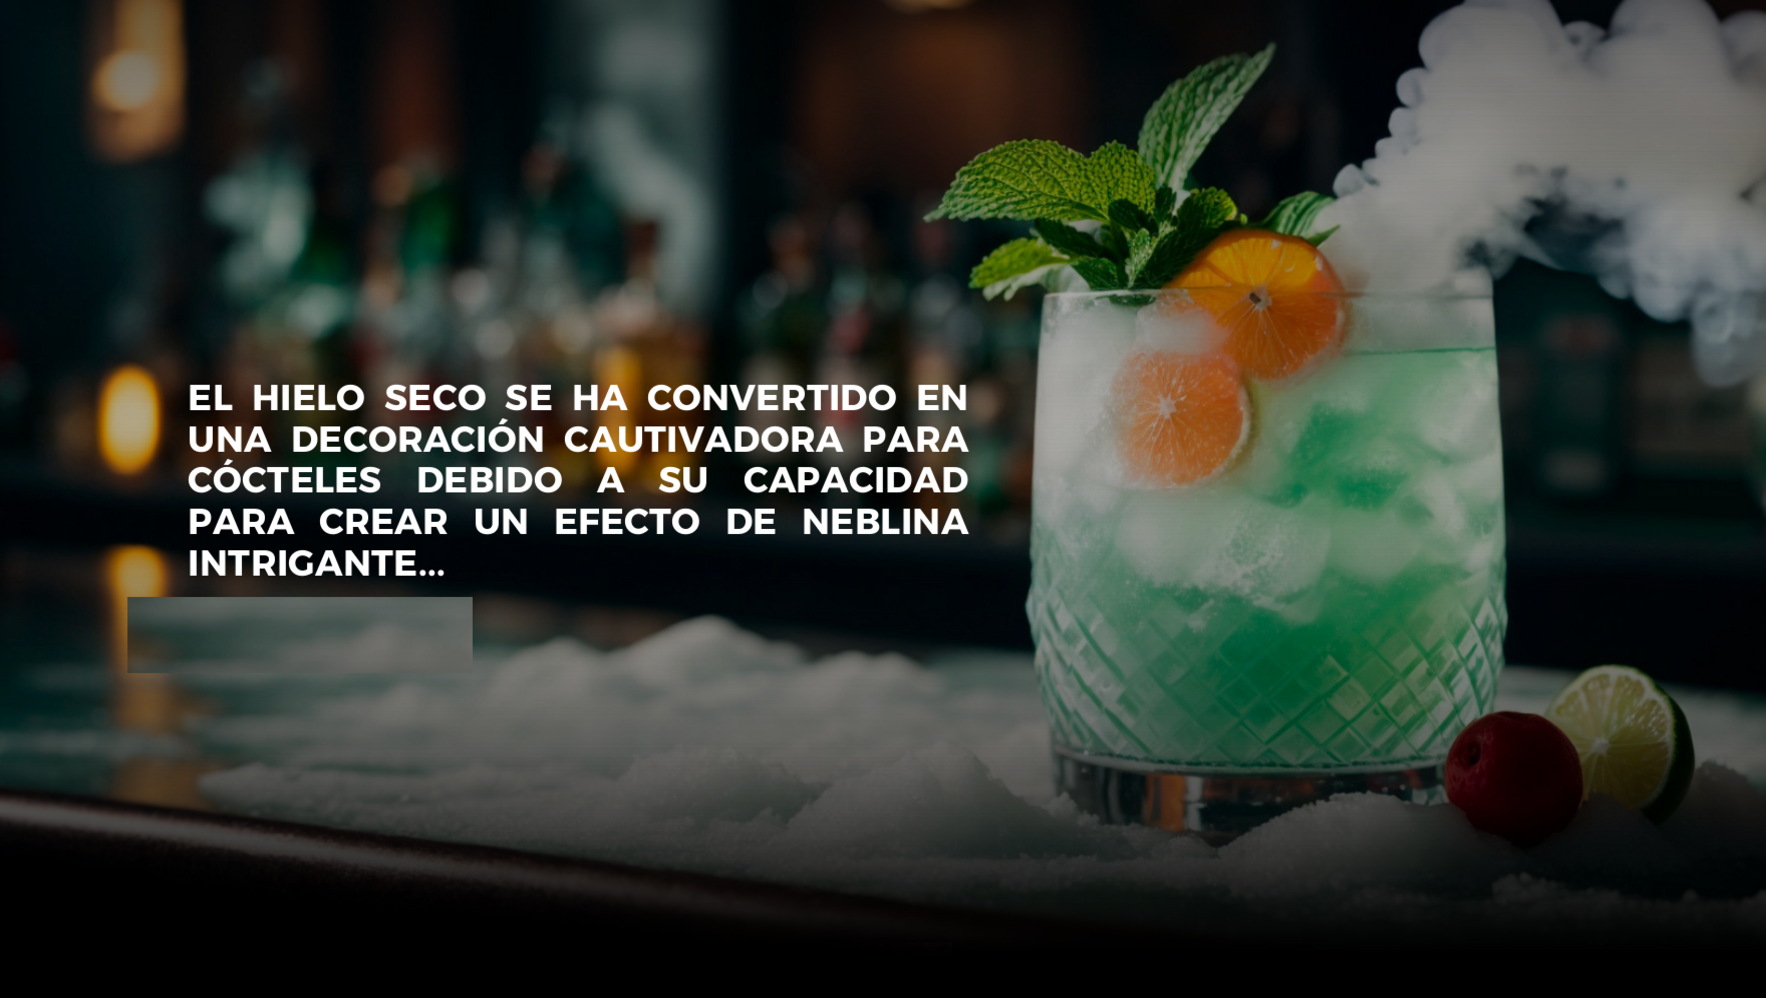 EL HIELO SECO SE HA CONVERTIDO EN
UNA DECORACIÓN CAUTIVADORA PARA
CÓCTELES DEBIDO A SU CAPACIDAD
PARA CREAR UN EFECTO DE NEBLINA
INTRIGANTE...